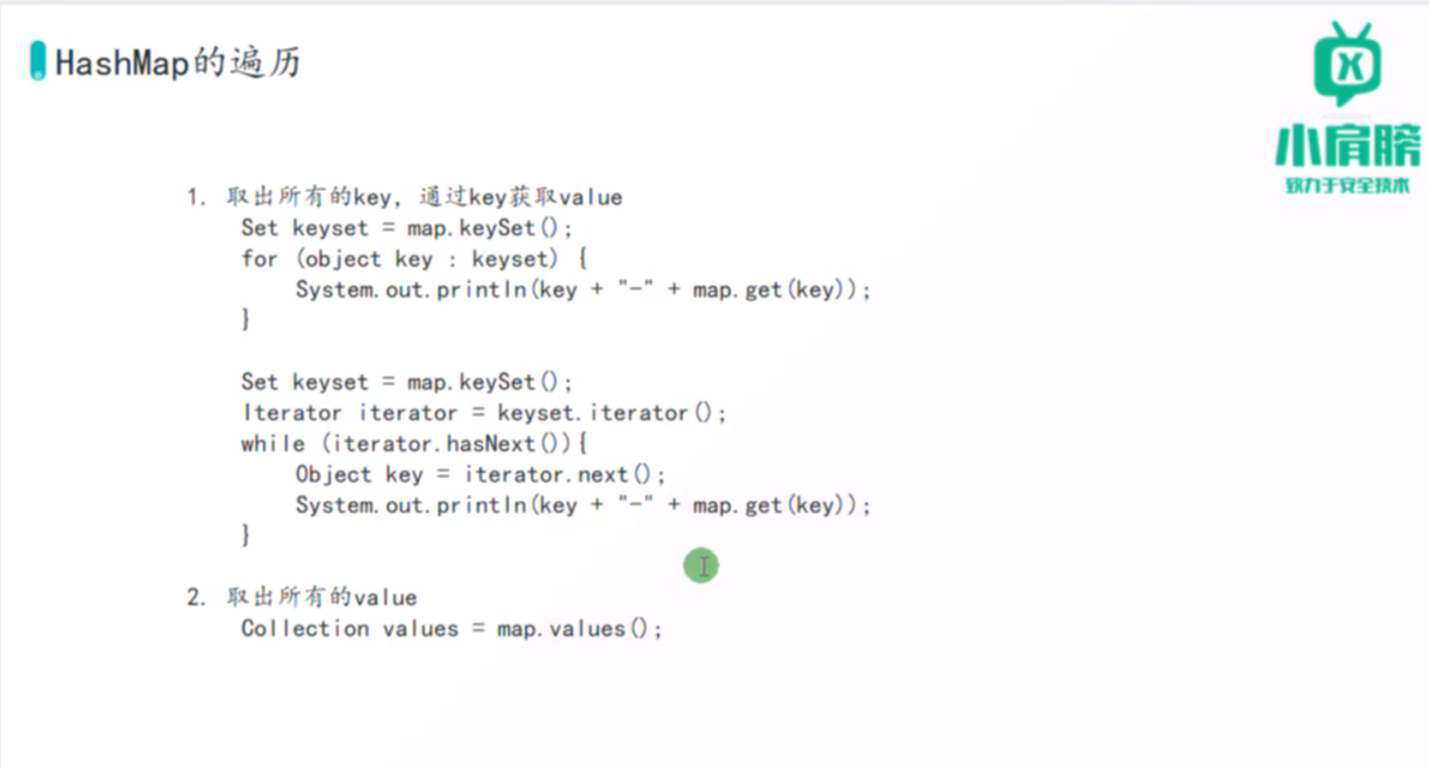 HashMap的遍历
小肩膀
致力于安全技术
1. 取出所有的key，通过key获取value
Set keyset = map.keySet();
for (object key : keyset) {
System.out.println(key + "-" + map.get(key));
}
Set keyset = map.keySet();
Iterator iterator = keyset.iterator();
while (iterator.hasNext()){
Object key = iterator.next();
System.out.println(key + "-" + map.get(key));
}
2. 取出所有的value
Collection values = map.values();